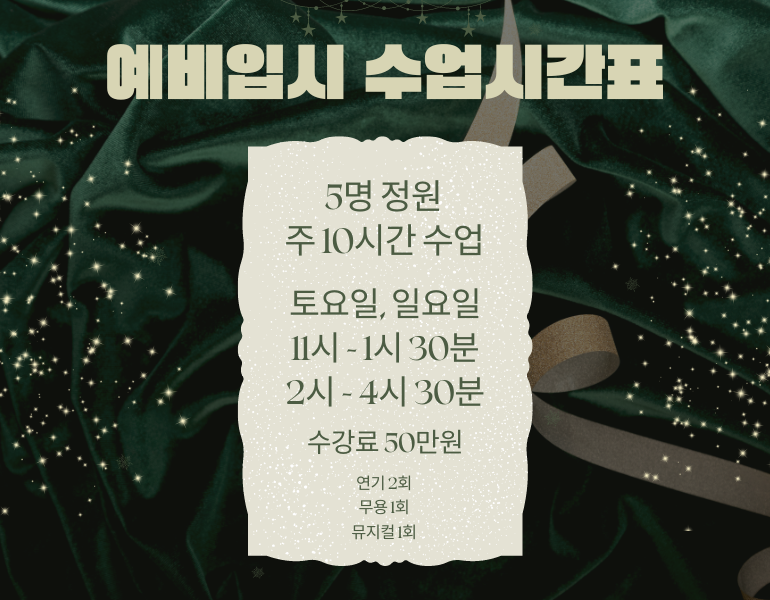 예비입시 수업시간표
5명 정원
주 10시간 수업
토요일, 일요일
11시 - 1시 30분
2시 - 4시 30분
수강료 50만원
연기 2회
무용 1회
뮤지컬 1회